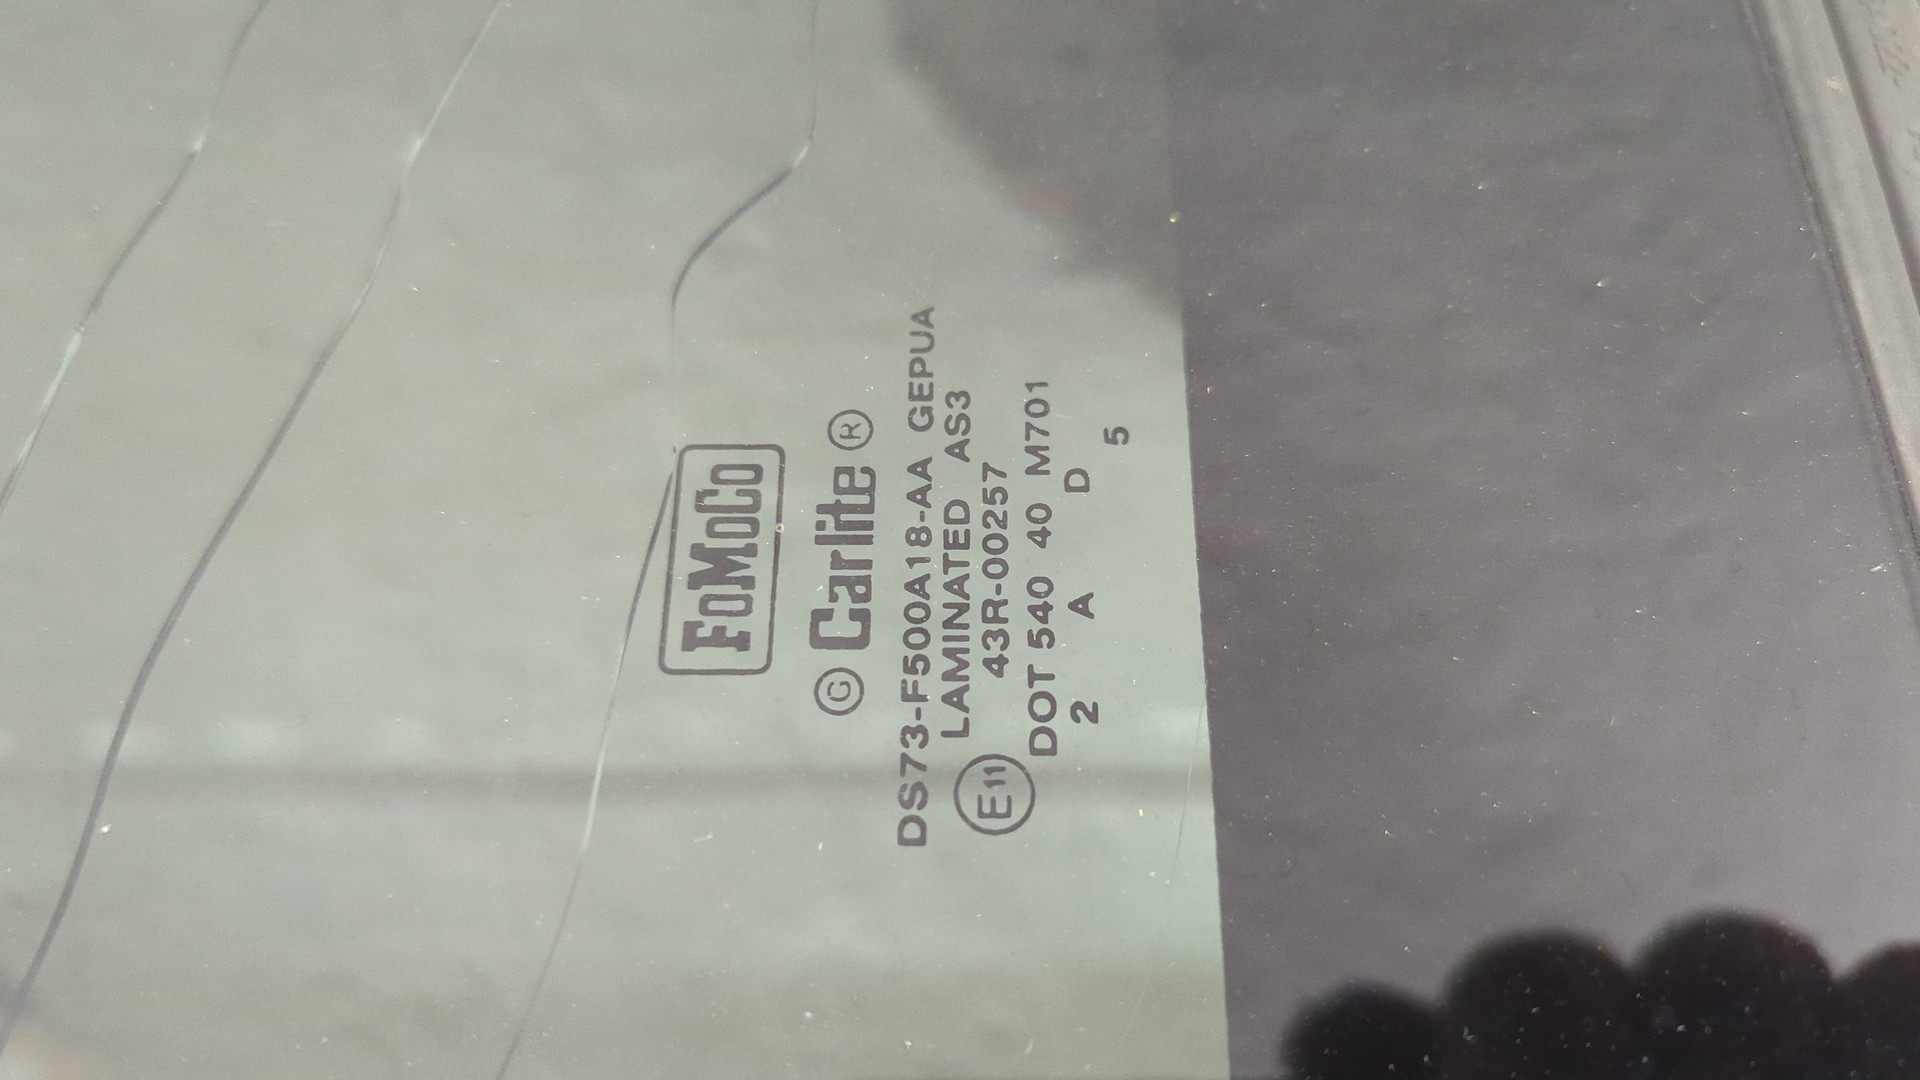 FoMoCo
G Carlite ®
DS73-F500A18-AA GEPUA
LAMINATED AS3
E11 43R-00257
DOT 540 40 M701
2 A D
5